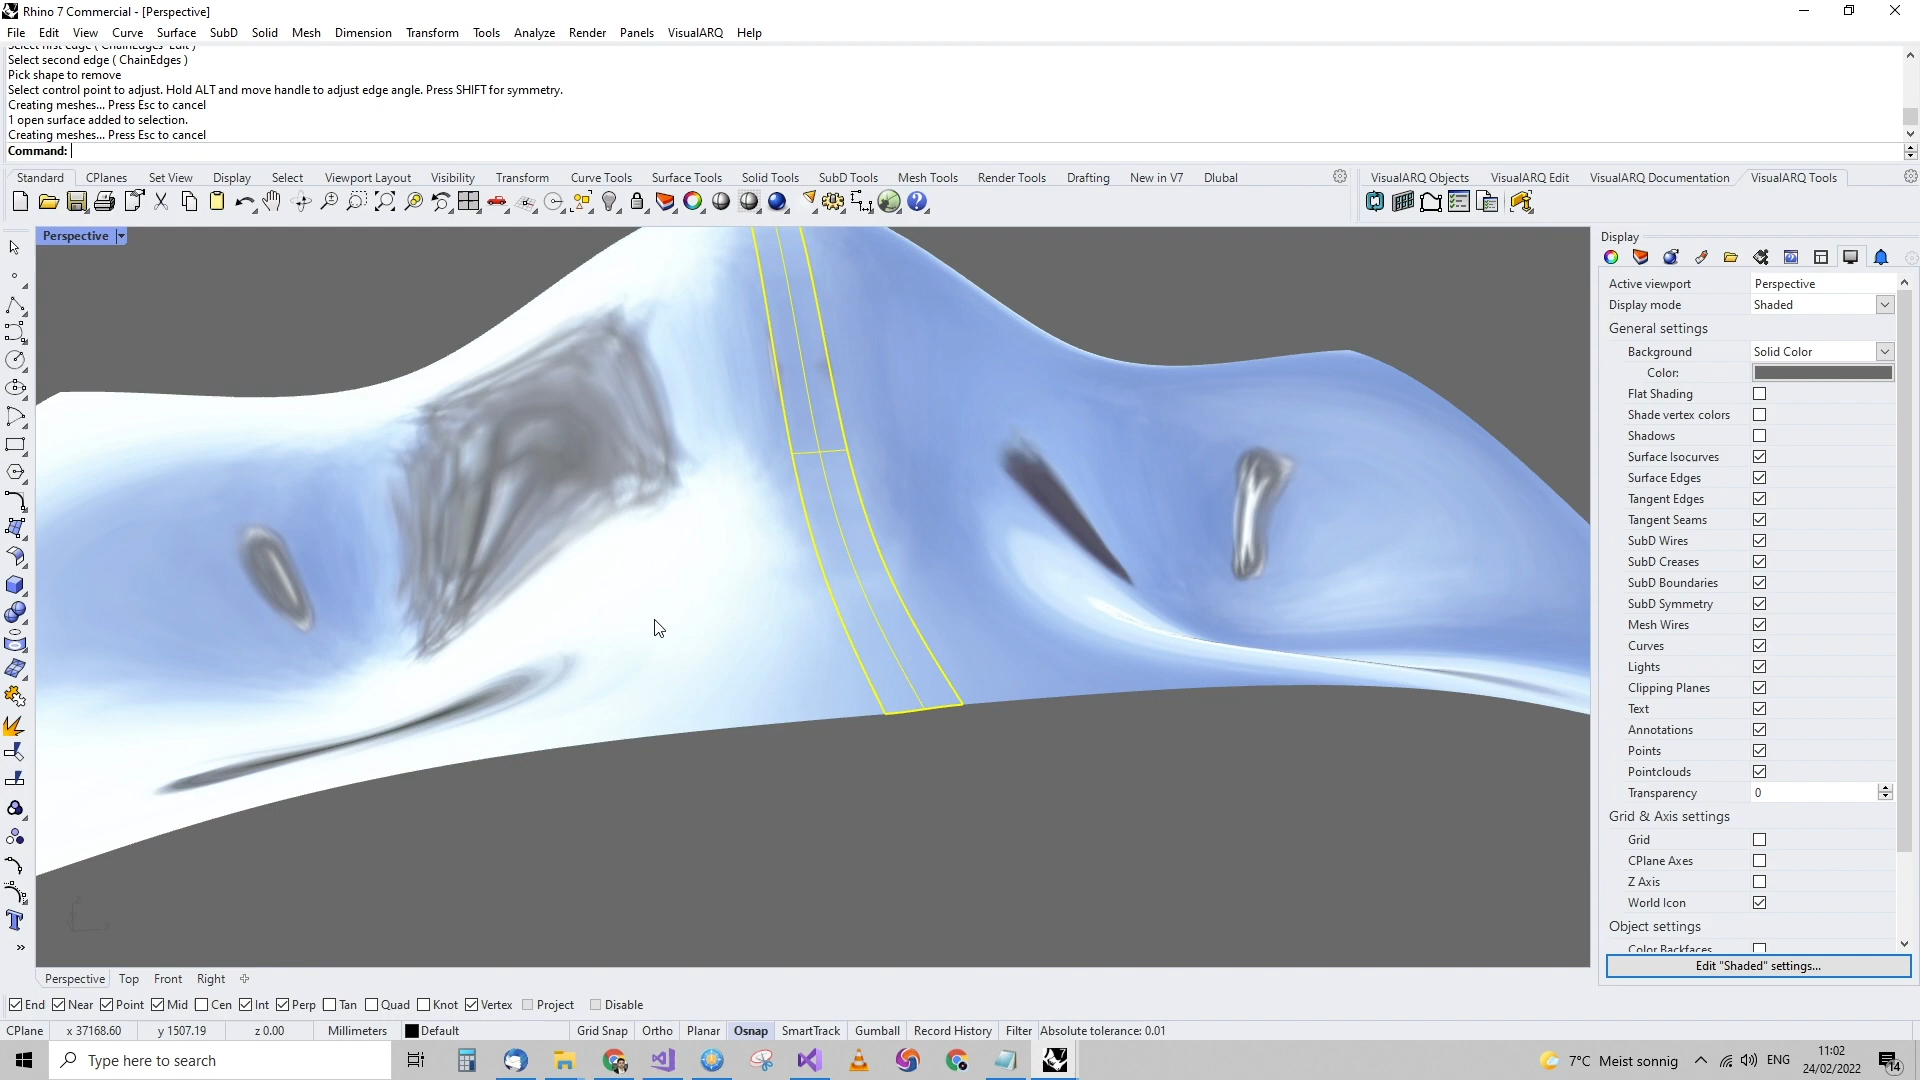 Rhino 7 Commercial - [Perspective]
File Edit View Curve Surface SubD Solid Mesh Dimension Transform Tools Analyze Render Panels VisualARQ Help
Select first edge ( ChainEdges Edit )
Select second edge ( ChainEdges )
Pick shape to remove
Select control point to adjust. Hold ALT and move handle to adjust edge angle. Press SHIFT for symmetry.
Creating meshes... Press Esc to cancel
1 open surface added to selection.
Creating meshes... Press Esc to cancel
Command:
Standard CPlanes Set View Display Select Viewport Layout Visibility Transform Curve Tools Surface Tools Solid Tools SubD Tools Mesh Tools Render Tools Drafting New in V7 Dlubal
VisualARQ Objects VisualARQ Edit VisualARQ Documentation VisualARQ Tools
Perspective
Display
Active viewport Perspective
Display mode Shaded
General settings
Background Solid Color
Color:
Flat Shading
Shade vertex colors
Shadows
Surface Isocurves
Surface Edges
Tangent Edges
Tangent Seams
SubD Wires
SubD Creases
SubD Boundaries
SubD Symmetry
Mesh Wires
Curves
Lights
Clipping Planes
Text
Annotations
Points
Pointclouds
Transparency 0
Grid & Axis settings
Grid
CPlane Axes
Z Axis
World Icon
Object settings
Color Backfaces
Edit "Shaded" settings...
Perspective Top Front Right
End Near Point Mid Cen Int Perp Tan Quad Knot Vertex Project Disable
CPlane x 37168.60 y 1507.19 z 0.00 Millimeters Default Grid Snap Ortho Planar Osnap SmartTrack Gumball Record History Filter Absolute tolerance: 0.01
Type here to search
7°C Meist sonnig ENG
11:02
24/02/2022
14